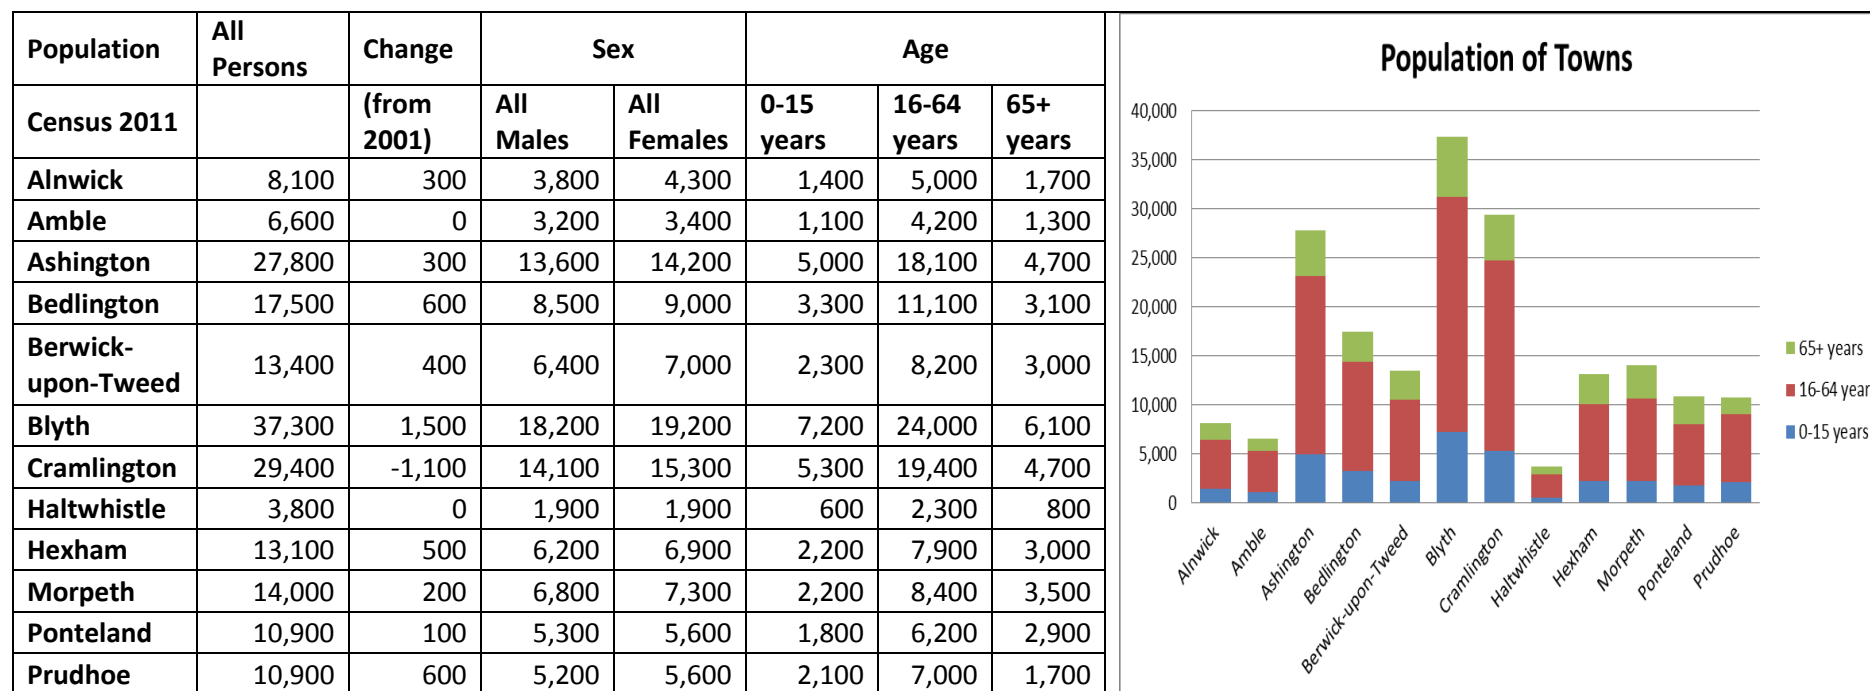 Population All Persons Change Sex Age
Census 2011 (from 2001) All Males All Females 0-15 years 16-64 years 65+ years
Alnwick 8,100 300 3,800 4,300 1,400 5,000 1,700
Amble 6,600 0 3,200 3,400 1,100 4,200 1,300
Ashington 27,800 300 13,600 14,200 5,000 18,100 4,700
Bedlington 17,500 600 8,500 9,000 3,300 11,100 3,100
Berwick-upon-Tweed 13,400 400 6,400 7,000 2,300 8,200 3,000
Blyth 37,300 1,500 18,200 19,200 7,200 24,000 6,100
Cramlington 29,400 -1,100 14,100 15,300 5,300 19,400 4,700
Haltwhistle 3,800 0 1,900 1,900 600 2,300 800
Hexham 13,100 500 6,200 6,900 2,200 7,900 3,000
Morpeth 14,000 200 6,800 7,300 2,200 8,400 3,500
Ponteland 10,900 100 5,300 5,600 1,800 6,200 2,900
Prudhoe 10,900 600 5,200 5,600 2,100 7,000 1,700
Population of Towns
40,000
35,000
30,000
25,000
20,000
15,000
10,000
5,000
0
Alnwick
Amble
Ashington
Bedlington
Berwick-upon-Tweed
Blyth
Cramlington
Haltwhistle
Hexham
Morpeth
Ponteland
Prudhoe
65+ years
16-64 year
0-15 years